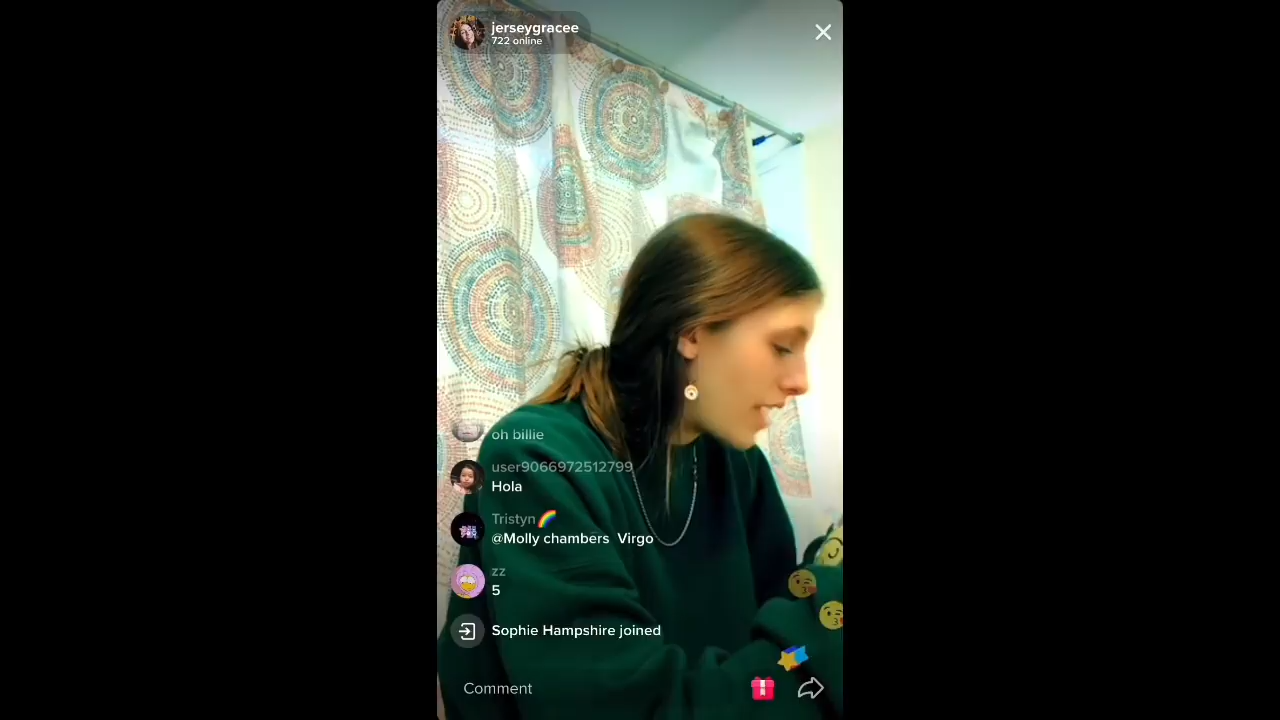 jerseygracee
722 online
oh billie
user9066972512799
Hola
Tristyn🌈
@Molly chambers Virgo
zz
5
Sophie Hampshire joined
Comment